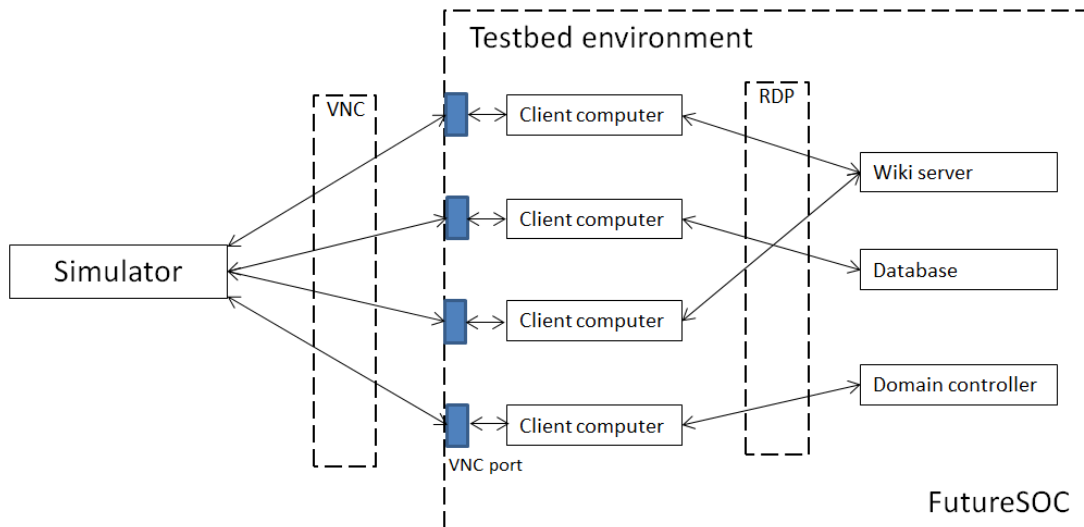 Testbed environment
VNC
RDP
Client computer
Wiki server
Client computer
Simulator
Database
Client computer
Domain controller
Client computer
VNC port
FutureSOC